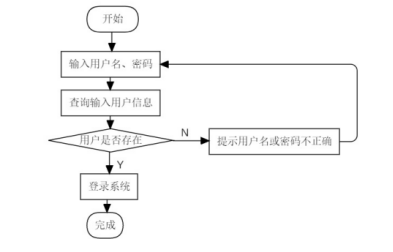 开始
输入用户名、密码
查询输入用户信息
用户是否存在
N
提示用户名或密码不正确
Y
登录系统
完成